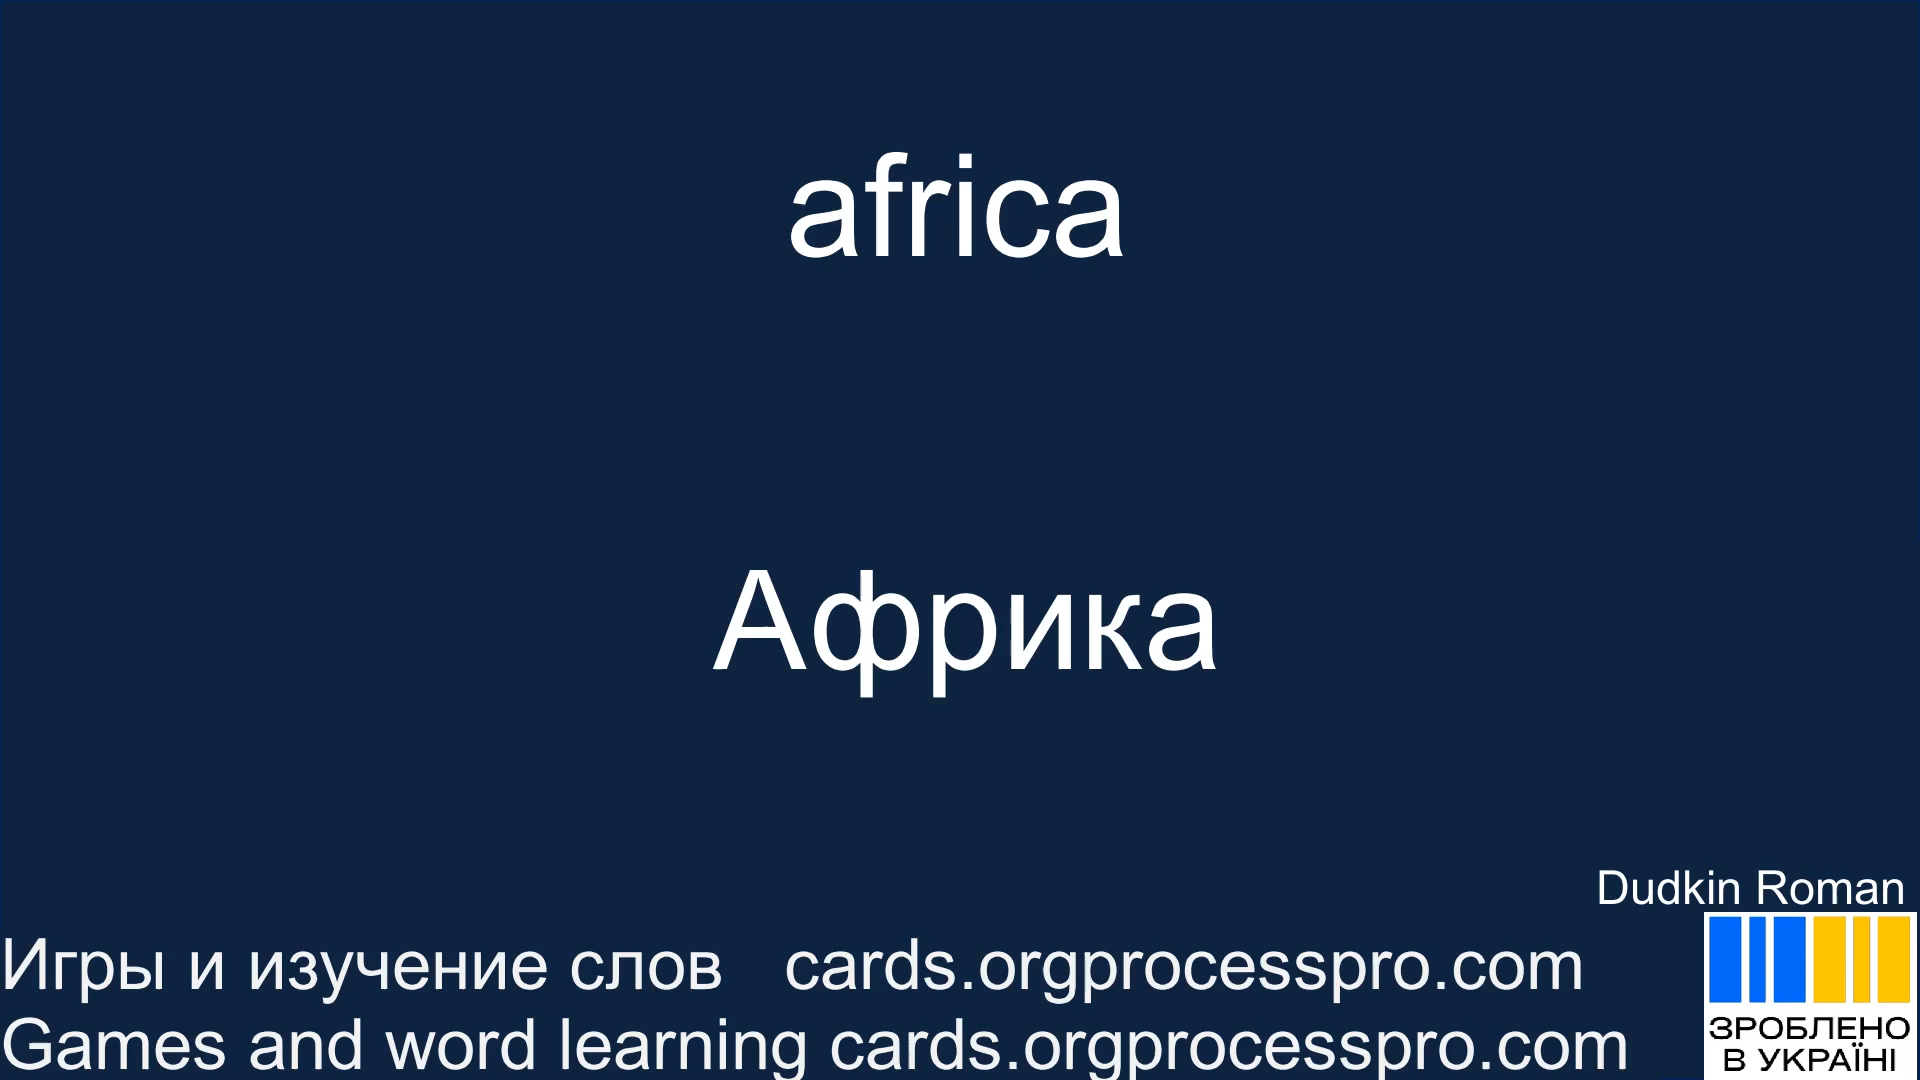 africa
Африка
Dudkin Roman
Игры и изучение слов cards.orgprocesspro.com
Games and word learning cards.orgprocesspro.com
ЗРОБЛЕНО
В УКРАЇНІ